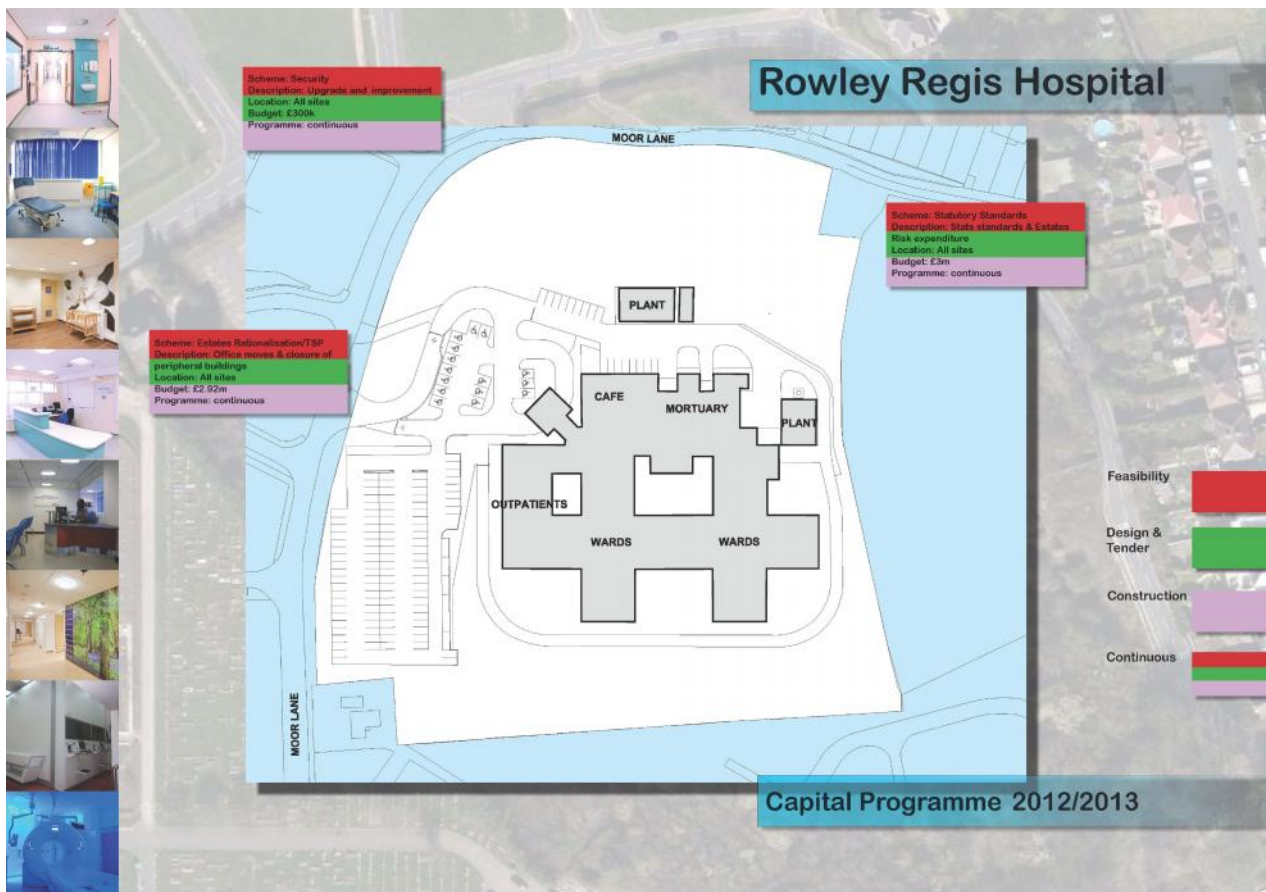 Rowley Regis Hospital
Scheme: Security
Description: Upgrade and improvement
Location: All sites
Budget: £300k
Programme: continuous
MOOR LANE
Scheme: Statutory Standards
Description: Stats standards & Estates
Risk expenditure
Location: All sites
Budget: £3m
Programme: continuous
Scheme: Estates Rationalisation/TSP
Description: Office moves & closure of
peripheral buildings
Location: All sites
Budget: £2.92m
Programme: continuous
PLANT
CAFE
MORTUARY
PLANT
OUTPATIENTS
WARDS
WARDS
MOOR LANE
Feasibility
Design &
Tender
Construction
Continuous
Capital Programme 2012/2013